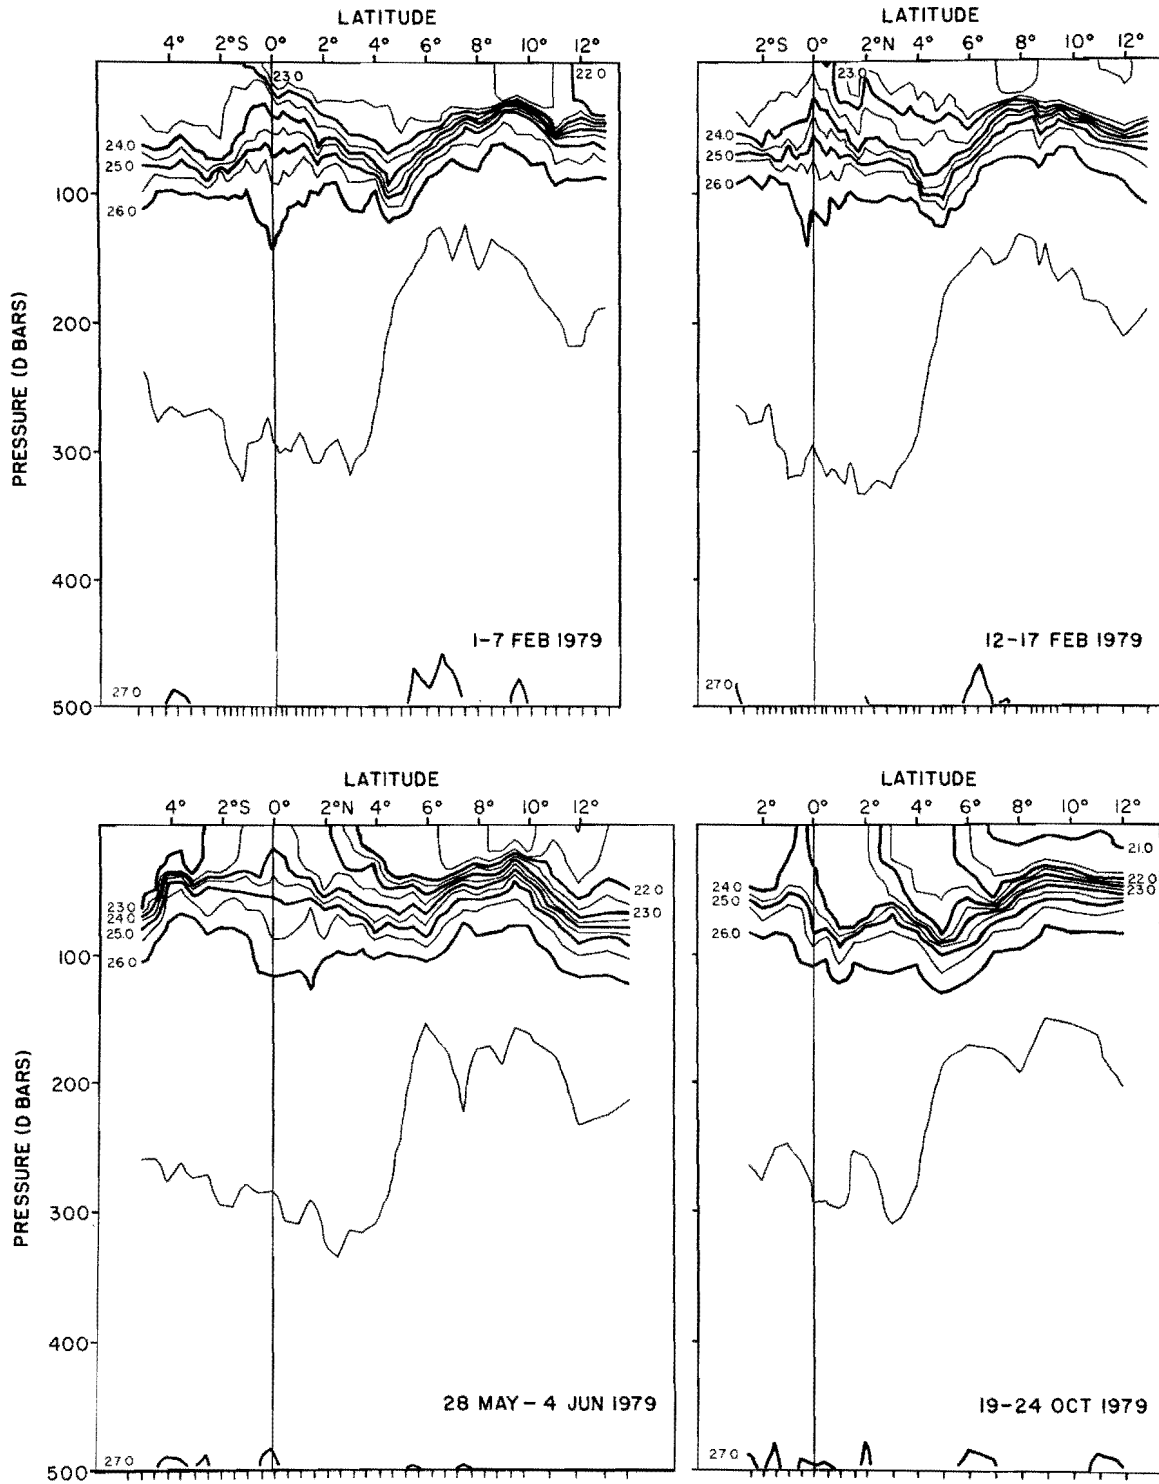 LATITUDE
4° 2°S 0° 2° 4° 6° 8° 10° 12°
23.0
22.0
24.0
25.0
26.0
100
200
300
400
500
27.0
PRESSURE (D BARS)
1-7 FEB 1979
LATITUDE
2°S 0° 2°N 4° 6° 8° 10° 12°
23.0
24.0
25.0
26.0
27.0
12-17 FEB 1979
LATITUDE
4° 2°S 0° 2°N 4° 6° 8° 10° 12°
23.0
24.0
25.0
26.0
22.0
23.0
100
200
300
400
500
27.0
PRESSURE (D BARS)
28 MAY - 4 JUN 1979
LATITUDE
2° 0° 2° 4° 6° 8° 10° 12°
21.0
22.0
23.0
24.0
25.0
26.0
27.0
19-24 OCT 1979